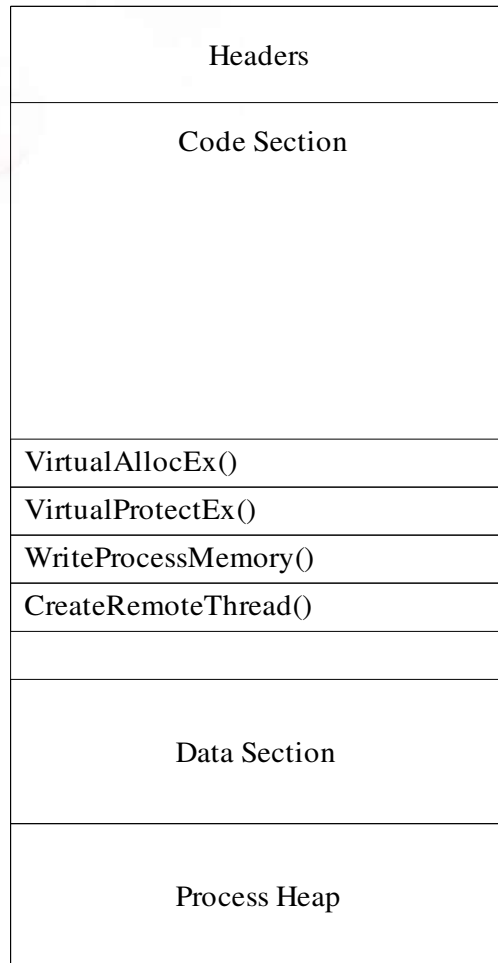 Headers
Code Section
VirtualAllocEx()
VirtualProtectEx()
WriteProcessMemory()
CreateRemoteThread()
Data Section
Process Heap